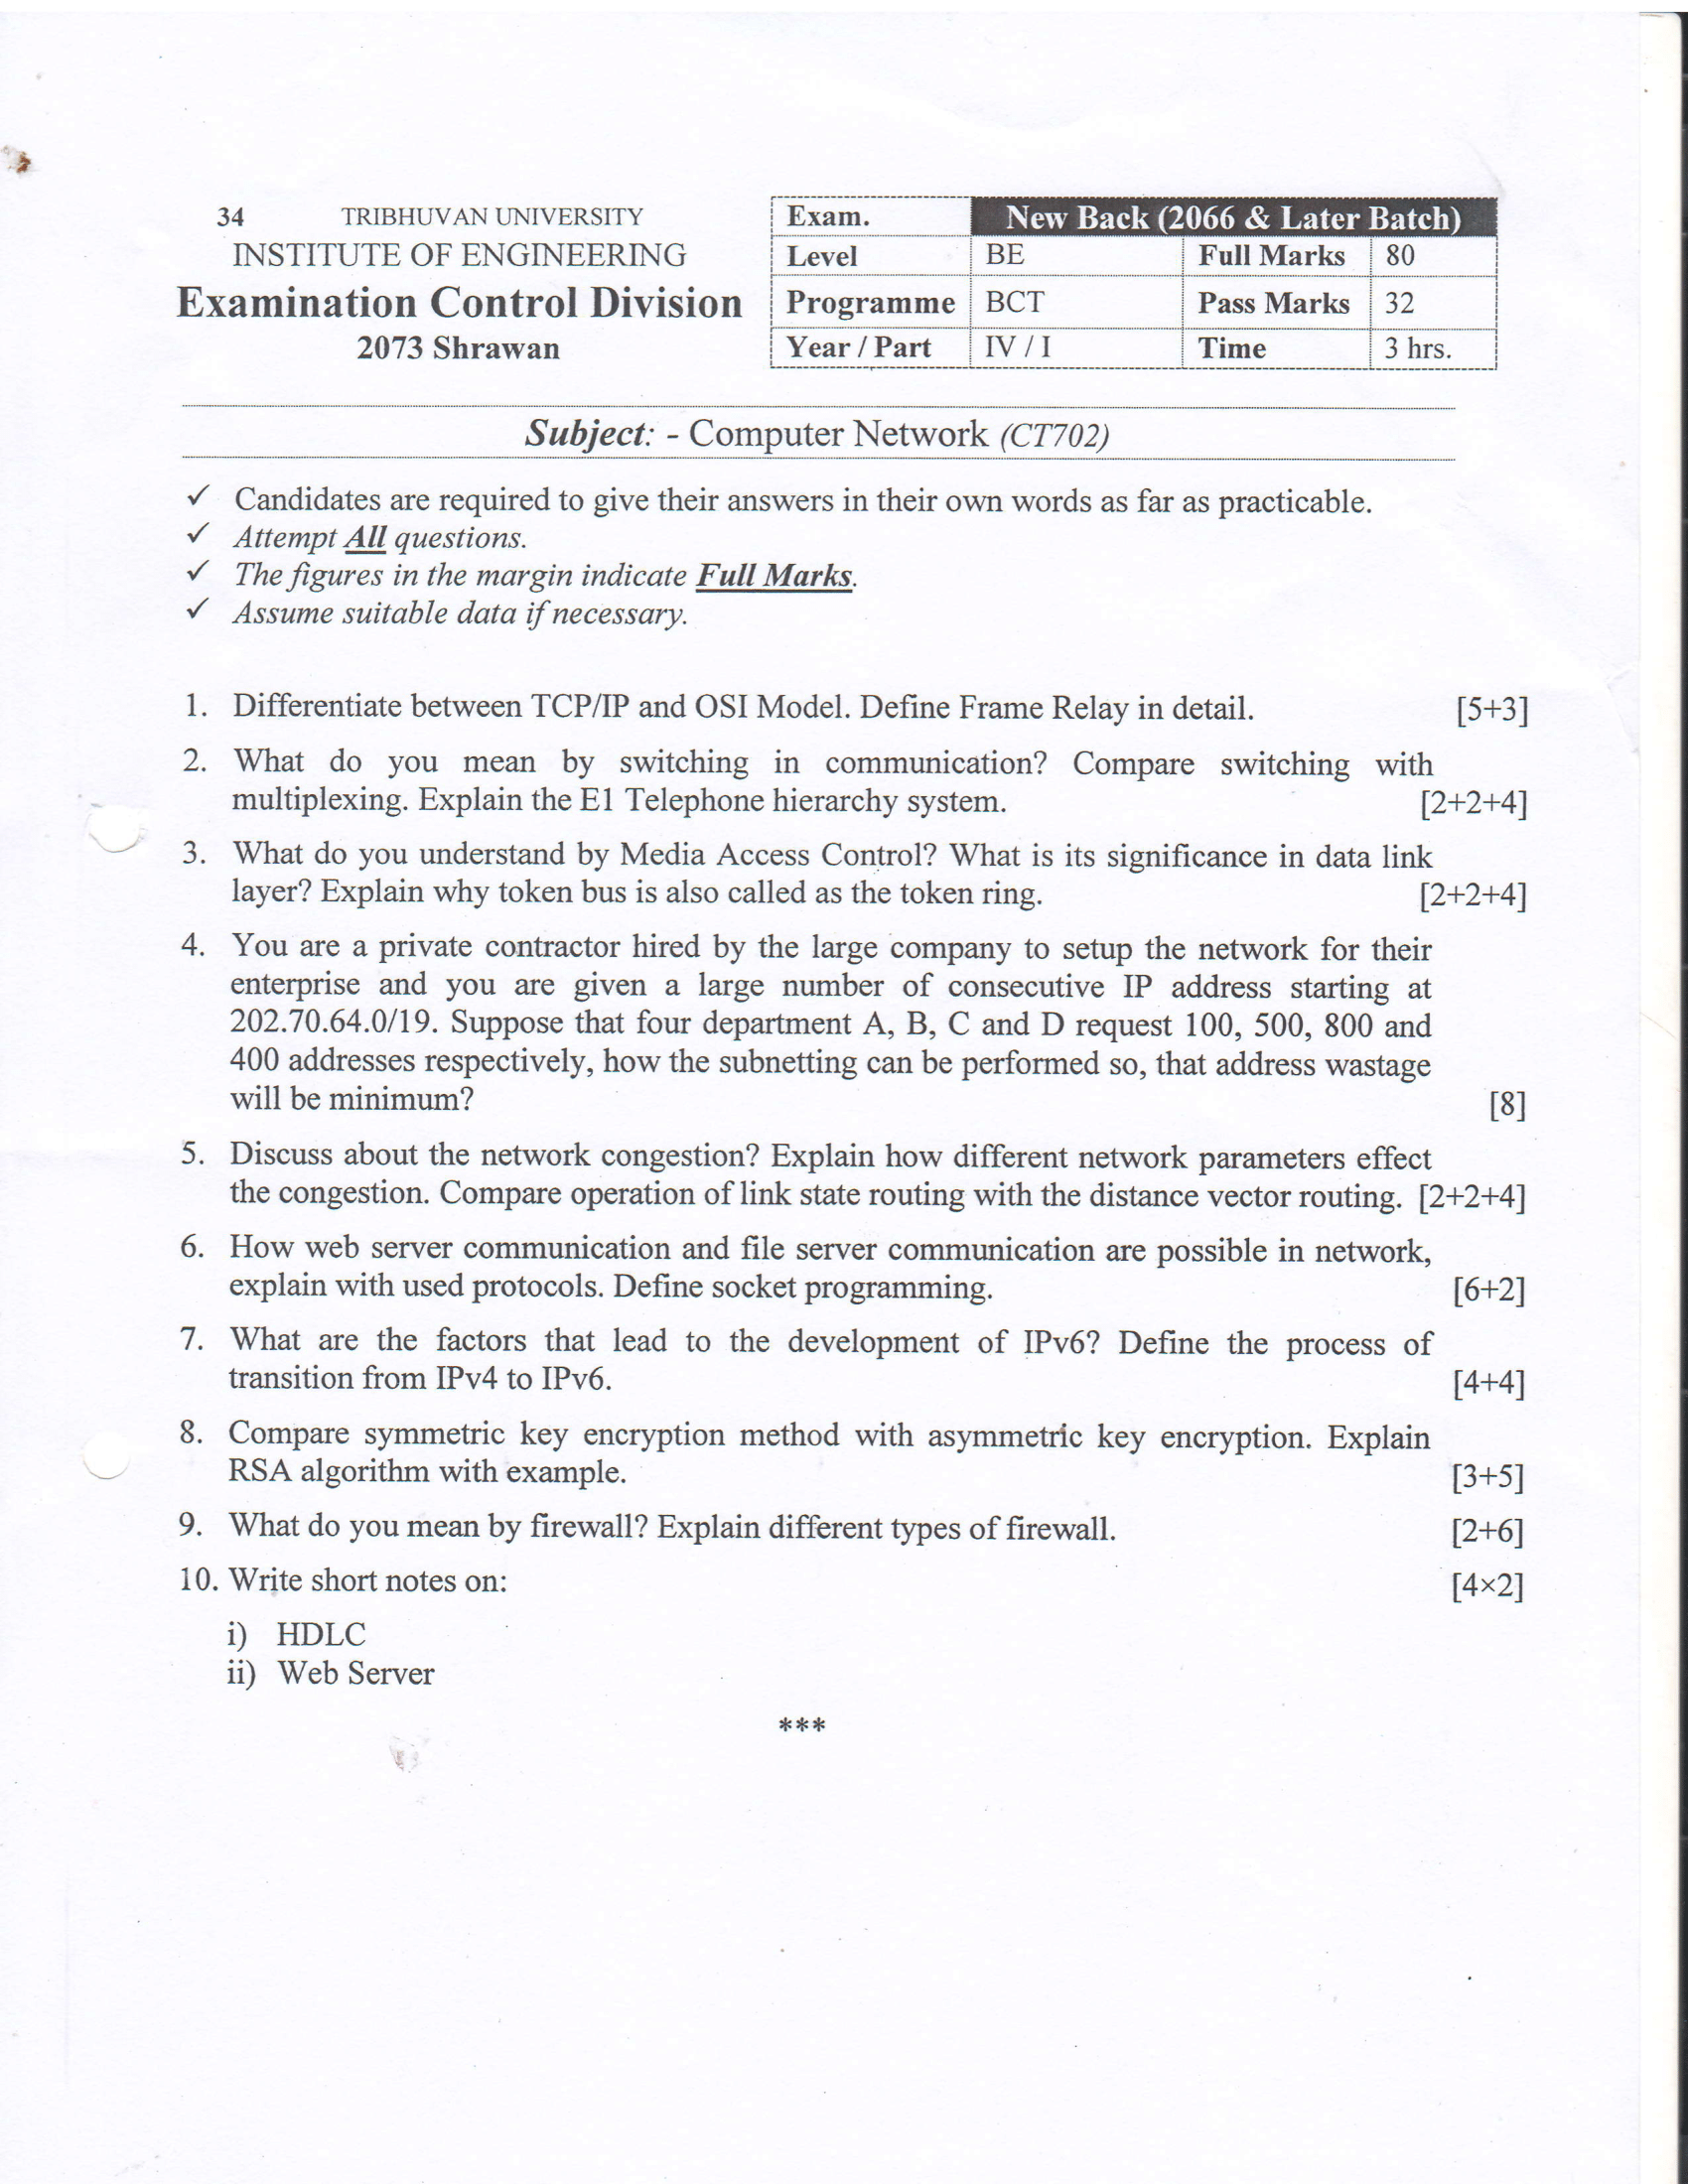 34 TRIBHUVAN UNIVERSITY
INSTITUTE OF ENGINEERING
Examination Control Division
2073 Shrawan
Exam. New Back (2066 & Later Batch)
Level BE Full Marks 80
Programme BCT Pass Marks 32
Year / Part IV / I Time 3 hrs.
Subject: - Computer Network (CT702)
✓ Candidates are required to give their answers in their own words as far as practicable.
✓ Attempt All questions.
✓ The figures in the margin indicate Full Marks.
✓ Assume suitable data if necessary.
1. Differentiate between TCP/IP and OSI Model. Define Frame Relay in detail. [5+3]
2. What do you mean by switching in communication? Compare switching with
multiplexing. Explain the E1 Telephone hierarchy system. [2+2+4]
3. What do you understand by Media Access Control? What is its significance in data link
layer? Explain why token bus is also called as the token ring. [2+2+4]
4. You are a private contractor hired by the large company to setup the network for their
enterprise and you are given a large number of consecutive IP address starting at
202.70.64.0/19. Suppose that four department A, B, C and D request 100, 500, 800 and
400 addresses respectively, how the subnetting can be performed so, that address wastage
will be minimum? [8]
5. Discuss about the network congestion? Explain how different network parameters effect
the congestion. Compare operation of link state routing with the distance vector routing. [2+2+4]
6. How web server communication and file server communication are possible in network,
explain with used protocols. Define socket programming. [6+2]
7. What are the factors that lead to the development of IPv6? Define the process of
transition from IPv4 to IPv6. [4+4]
8. Compare symmetric key encryption method with asymmetric key encryption. Explain
RSA algorithm with example. [3+5]
9. What do you mean by firewall? Explain different types of firewall. [2+6]
10. Write short notes on: [4×2]
i) HDLC
ii) Web Server
***